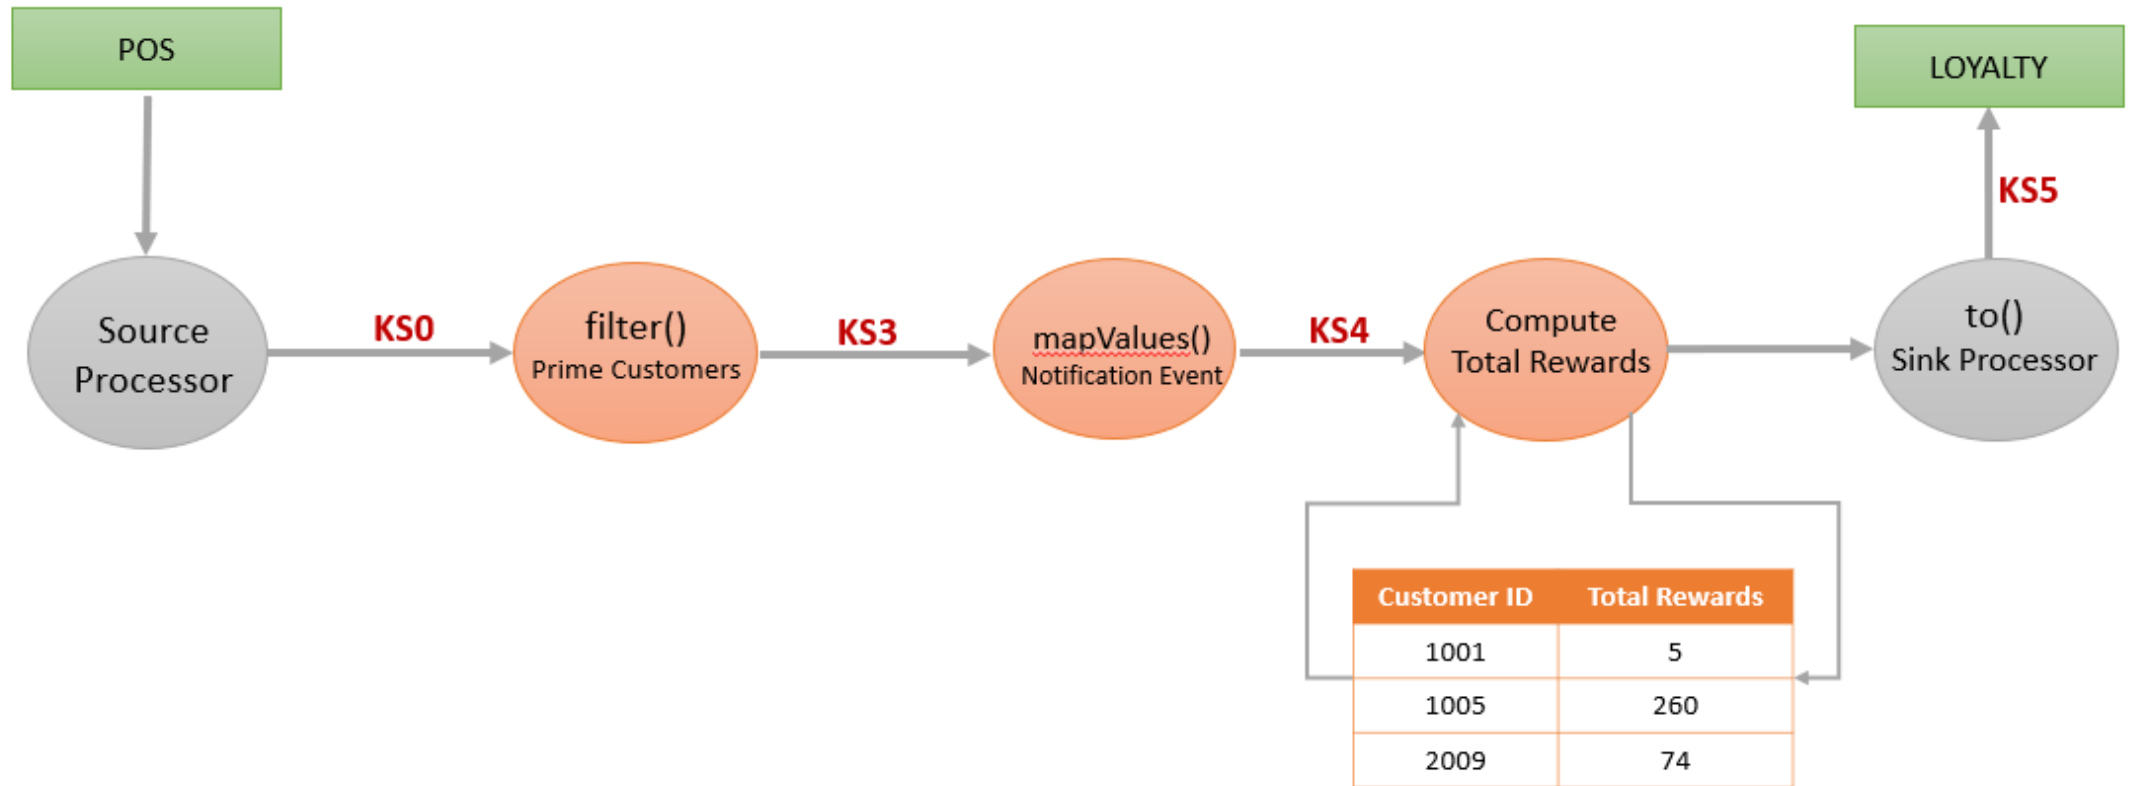 POS
LOYALTY
KS5
Source
Processor
KS0
filter()
Prime Customers
KS3
mapValues()
Notification Event
KS4
Compute
Total Rewards
to()
Sink Processor
Customer ID Total Rewards
1001 5
1005 260
2009 74